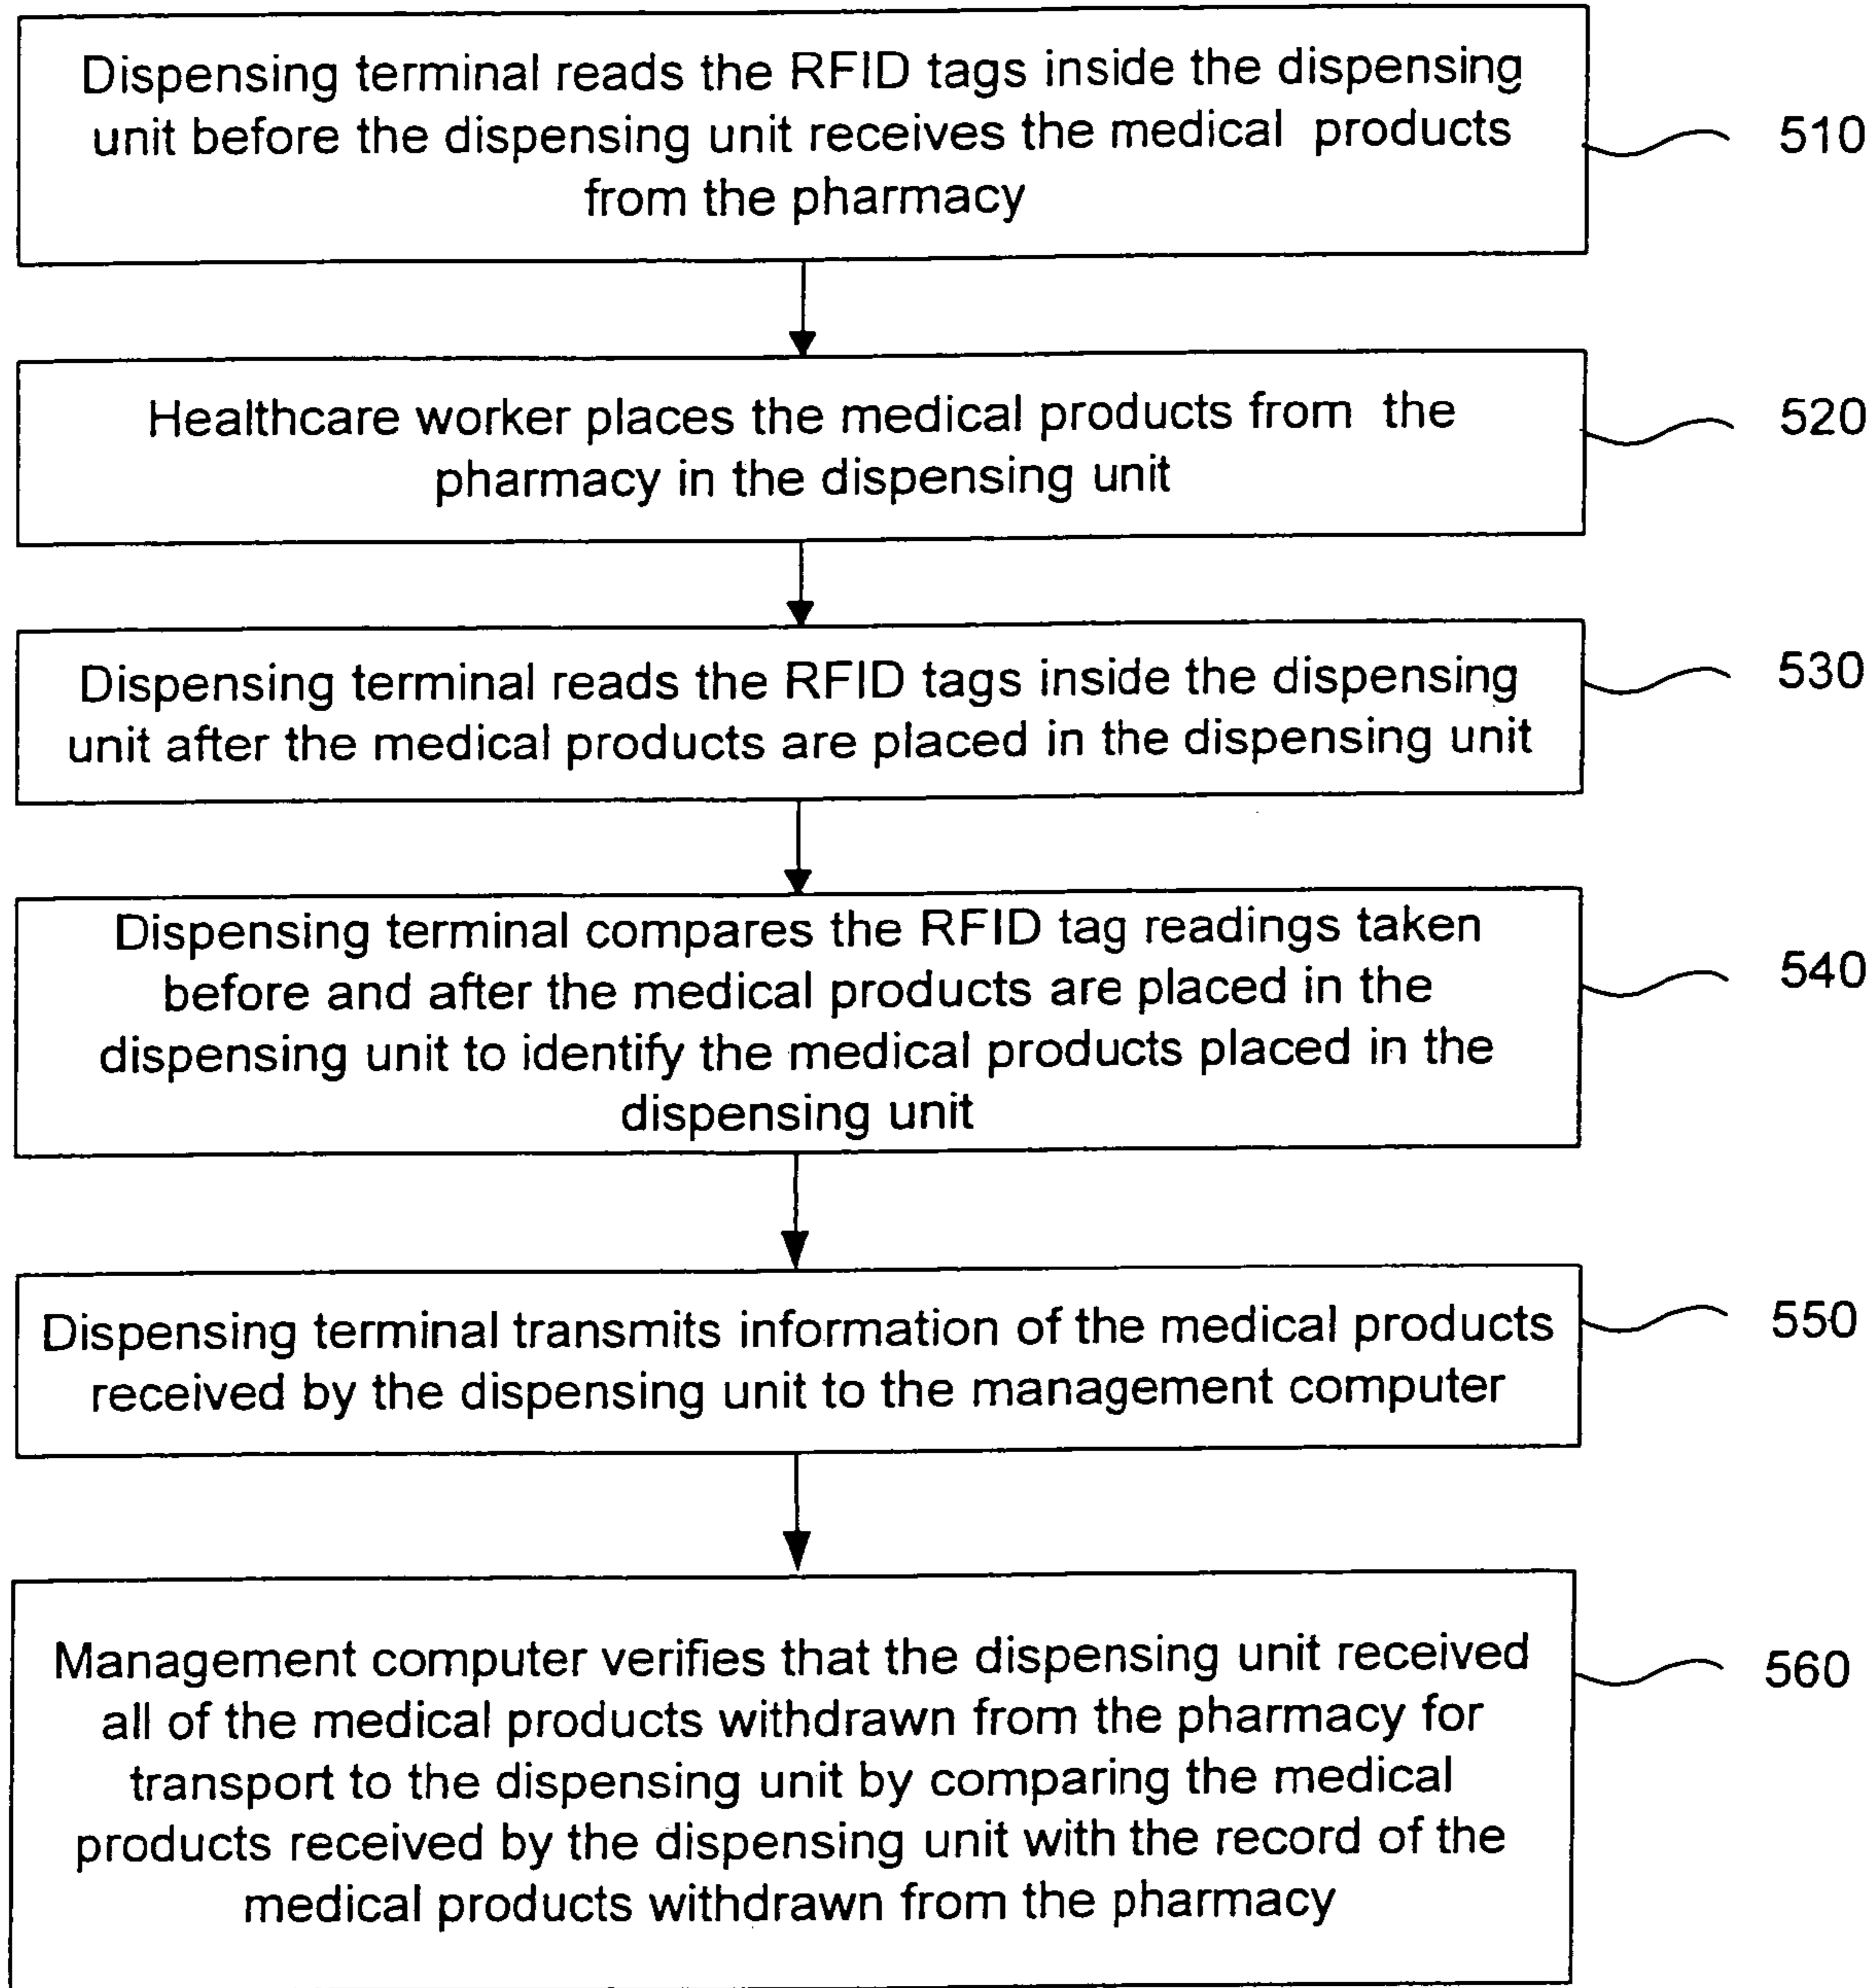 Dispensing terminal reads the RFID tags inside the dispensing
unit before the dispensing unit receives the medical products
from the pharmacy
510
Healthcare worker places the medical products from the
pharmacy in the dispensing unit
520
Dispensing terminal reads the RFID tags inside the dispensing
unit after the medical products are placed in the dispensing unit
530
Dispensing terminal compares the RFID tag readings taken
before and after the medical products are placed in the
dispensing unit to identify the medical products placed in the
dispensing unit
540
Dispensing terminal transmits information of the medical products
received by the dispensing unit to the management computer
550
Management computer verifies that the dispensing unit received
all of the medical products withdrawn from the pharmacy for
transport to the dispensing unit by comparing the medical
products received by the dispensing unit with the record of the
medical products withdrawn from the pharmacy
560